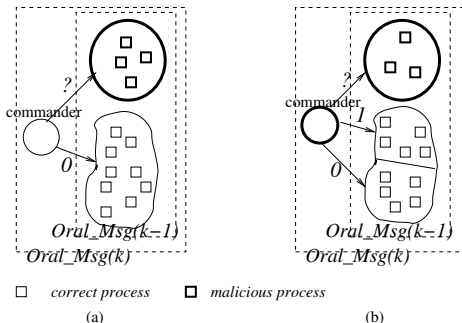 ?
commander
0
Oral_Msg(k−1)
Oral_Msg(k)
?
commander
1
0
Oral_Msg(k−1)
Oral_Msg(k)
correct process
malicious process
(a)
(b)